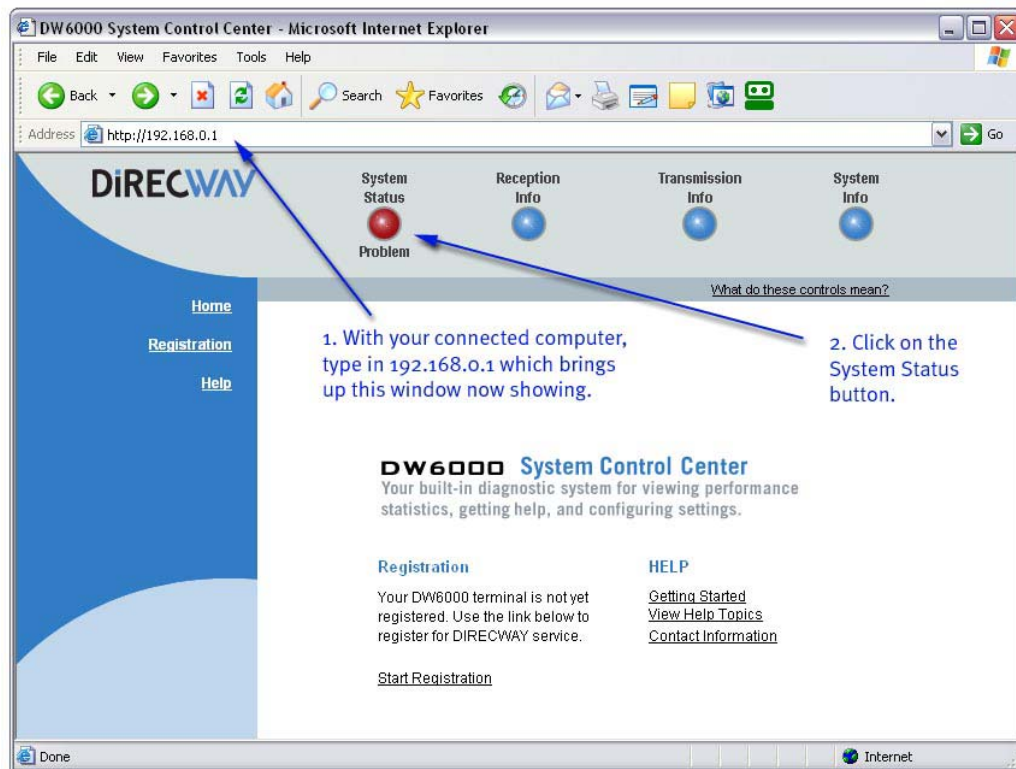 DW6000 System Control Center - Microsoft Internet Explorer
File Edit View Favorites Tools Help
Back Search Favorites
Address http://192.168.0.1 Go
DiRECWAY
System Status
Reception Info
Transmission Info
System Info
Problem
What do these controls mean?
Home
Registration
Help
1. With your connected computer,
type in 192.168.0.1 which brings
up this window now showing.
2. Click on the
System Status
button.
DW6000 System Control Center
Your built-in diagnostic system for viewing performance
statistics, getting help, and configuring settings.
Registration
Your DW6000 terminal is not yet
registered. Use the link below to
register for DIRECWAY service.
Start Registration
HELP
Getting Started
View Help Topics
Contact Information
Done
Internet